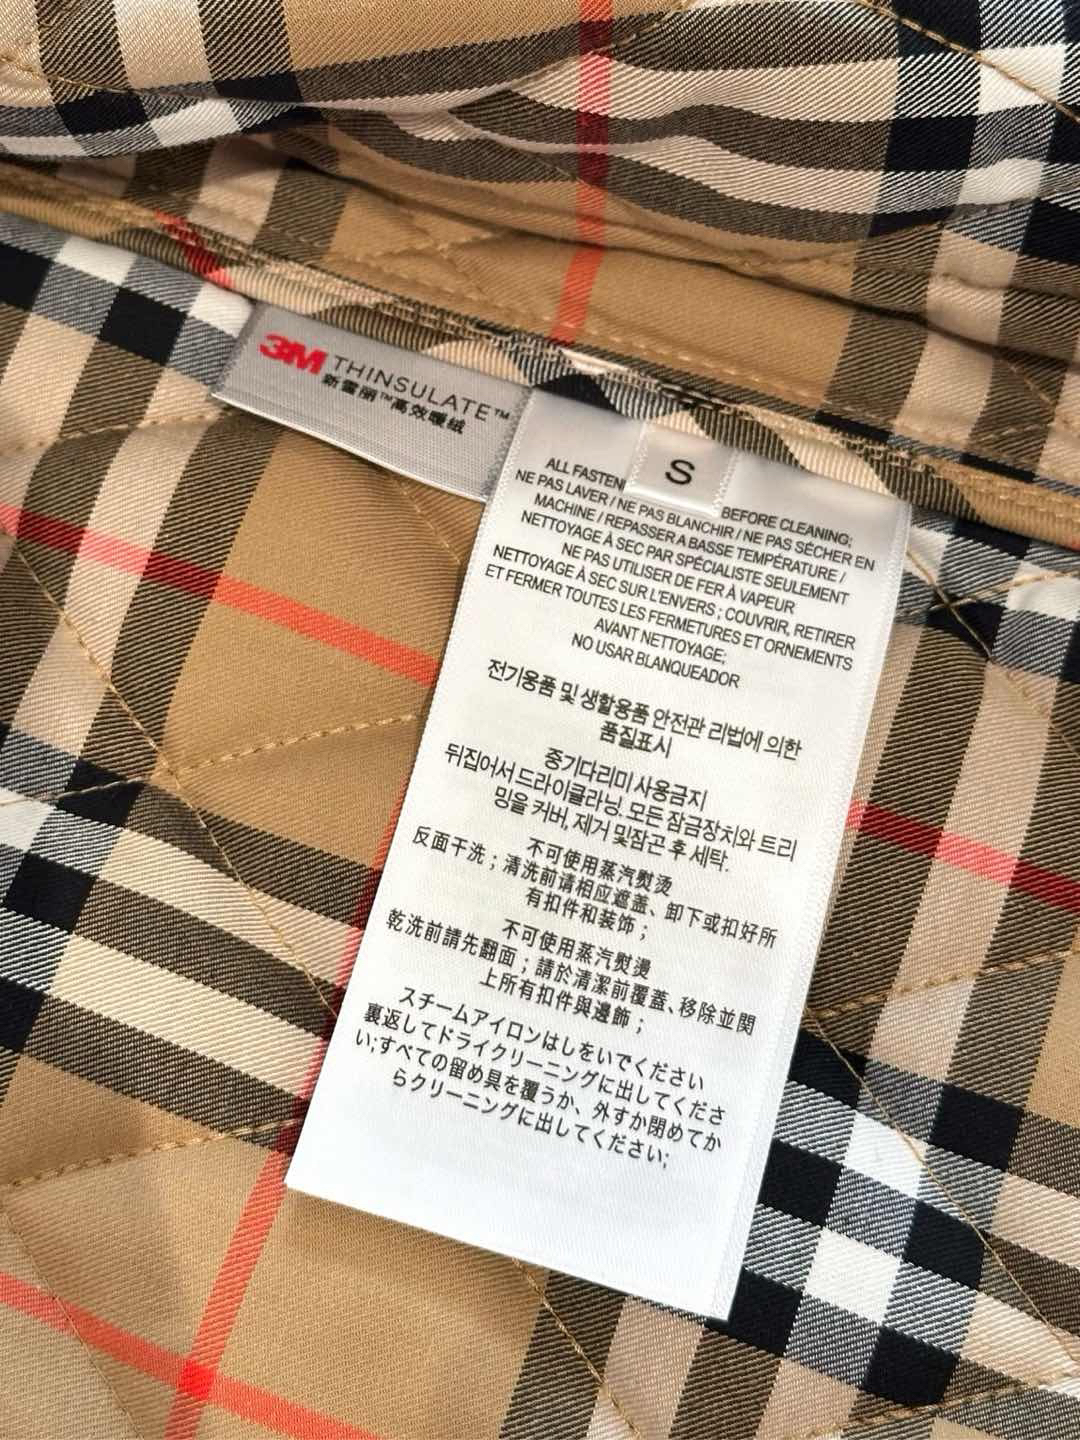 3M THINSULATE™
新雪丽™高效暖绒
S
ALL FASTEN BEFORE CLEANING;
NE PAS LAVER / NE PAS BLANCHIR / NE PAS SÉCHER EN
MACHINE / REPASSER A BASSE TEMPÉRATURE /
NETTOYAGE À SEC PAR SPÉCIALISTE SEULEMENT
NE PAS UTILISER DE FER À VAPEUR
NETTOYAGE À SEC SUR L'ENVERS ; COUVRIR, RETIRER
ET FERMER TOUTES LES FERMETURES ET ORNEMENTS
AVANT NETTOYAGE;
NO USAR BLANQUEADOR
전기용품 및 생활용품 안전관 리법에 의한
품질표시
중기다리미 사용금지
뒤집어서 드라이클라닝. 모든 잠금장치와 트리
밍을 커버, 제거 및잠곤 후 세탁.
不可使用蒸汽熨烫
反面干洗；清洗前请相应遮盖、卸下或扣好所
有扣件和装饰；
不可使用蒸汽熨燙
乾洗前請先翻面；請於清潔前覆蓋、移除並関
上所有扣件與邊飾；
スチームアイロンはしをいでください
裏返してドライクリーニングに出してくださ
い;すべての留め具を覆うか、外すか閉めてか
らクリーニングに出してください;